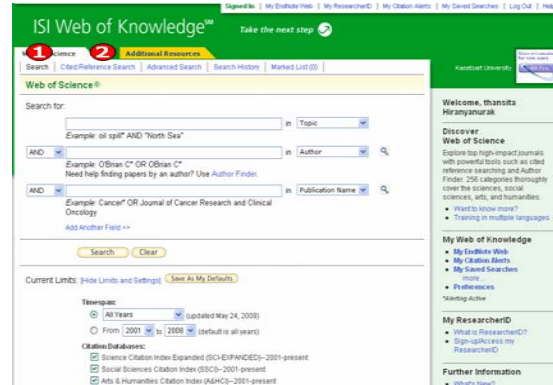 Signed In | My EndNote Web | My ResearcherID | My Citation Alerts | My Saved Searches | Log Out | Help
ISI Web of Knowledge℠ Take the next step
1 2
Science Additional Resources
Search | Cited Reference Search | Advanced Search | Search History | Marked List (0)
Web of Science®
Search for:
in Topic
Example: oil spill* AND "North Sea"
AND in Author
Example: O'Brian C* OR OBrian C*
Need help finding papers by an author? Use Author Finder.
AND in Publication Name
Example: Cancer* OR Journal of Cancer Research and Clinical
Oncology
Add Another Field >>
Search Clear
Current Limits: [Hide Limits and Settings] Save As My Defaults
Timespan:
All Years (updated May 24, 2008)
From 2001 to 2008 (default is all years)
Citation Databases:
Science Citation Index Expanded (SCI-EXPANDED)--2001-present
Social Sciences Citation Index (SSCI)--2001-present
Arts & Humanities Citation Index (A&HCI)--2001-present
Kasetsart University
Welcome, thansita
Hiranyanurak.
Discover
Web of Science
Explore top high-impact journals
with powerful tools such as cited
reference searching and Author
Finder. 256 categories thoroughly
cover the sciences, social
sciences, arts, and humanities.
Want to know more?
Training in multiple languages
My Web of Knowledge
My EndNote Web
My Citation Alerts
My Saved Searches
more...
Preferences
*Alerting Active
My ResearcherID
What is ResearcherID?
Sign-up/Access my
ResearcherID
Further Information
What's New?